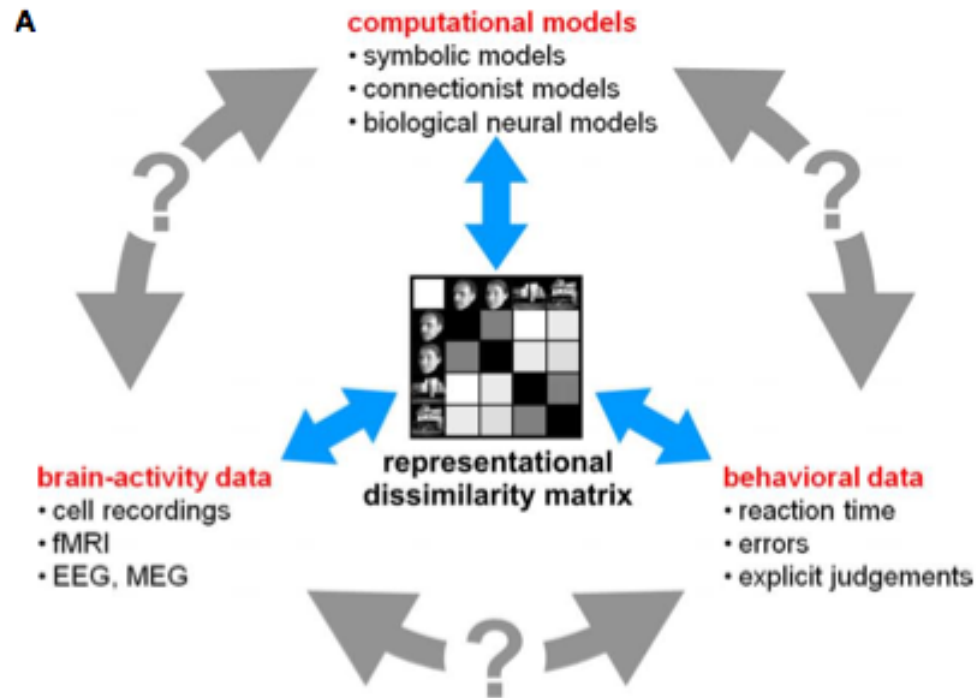 A
computational models
• symbolic models
• connectionist models
• biological neural models
?
?
representational
dissimilarity matrix
brain-activity data
• cell recordings
• fMRI
• EEG, MEG
behavioral data
• reaction time
• errors
• explicit judgements
?